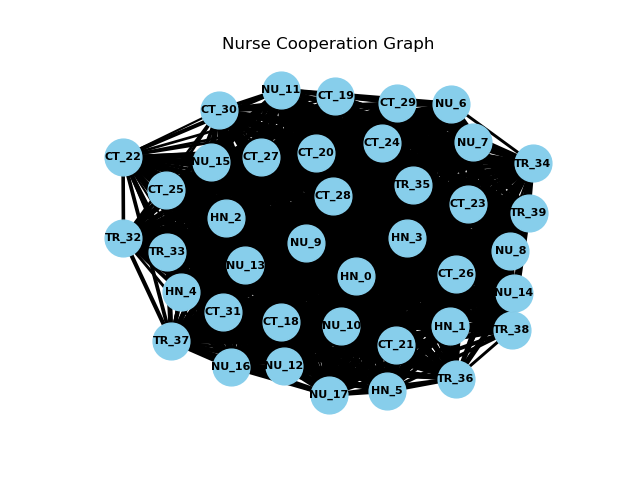 Nurse Cooperation Graph
NU_11
CT_19
CT_29
NU_6
CT_30
NU_7
CT_24
CT_20
CT_27
CT_22
NU_15
TR_34
TR_35
CT_25
CT_28
CT_23
TR_39
HN_2
TR_32
HN_3
NU_9
NU_8
TR_33
NU_13
CT_26
HN_0
HN_4
NU_14
CT_31
CT_18
NU_10
HN_1
TR_38
TR_37
CT_21
NU_16
NU_12
TR_36
HN_5
NU_17